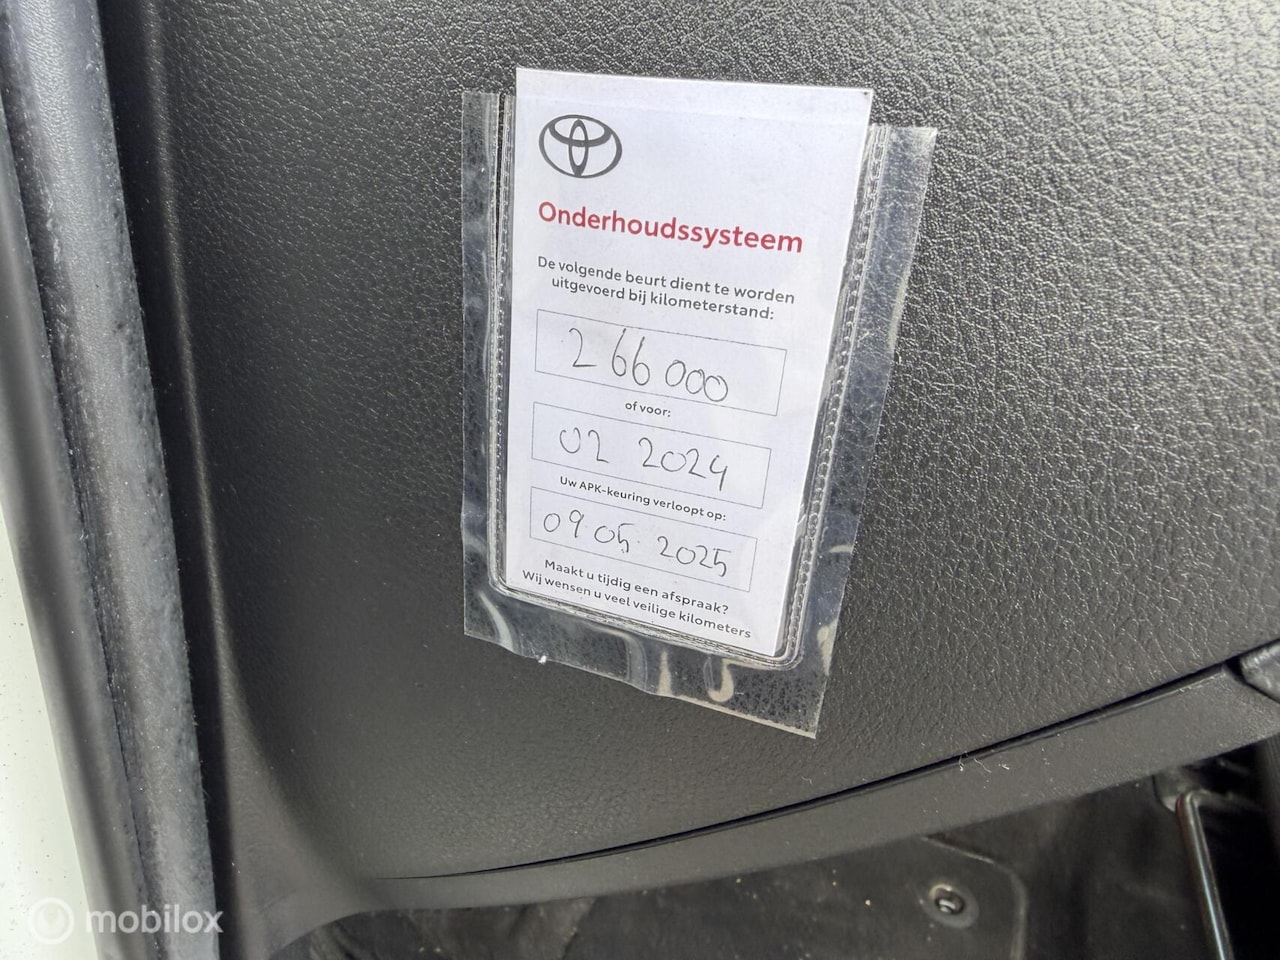 Onderhoudssysteem
De volgende beurt dient te worden
uitgevoerd bij kilometerstand:
266000
of voor:
02 2024
Uw APK-keuring verloopt op:
09.05.2025
Maakt u tijdig een afspraak?
Wij wensen u veel veilige kilometers
mobilox